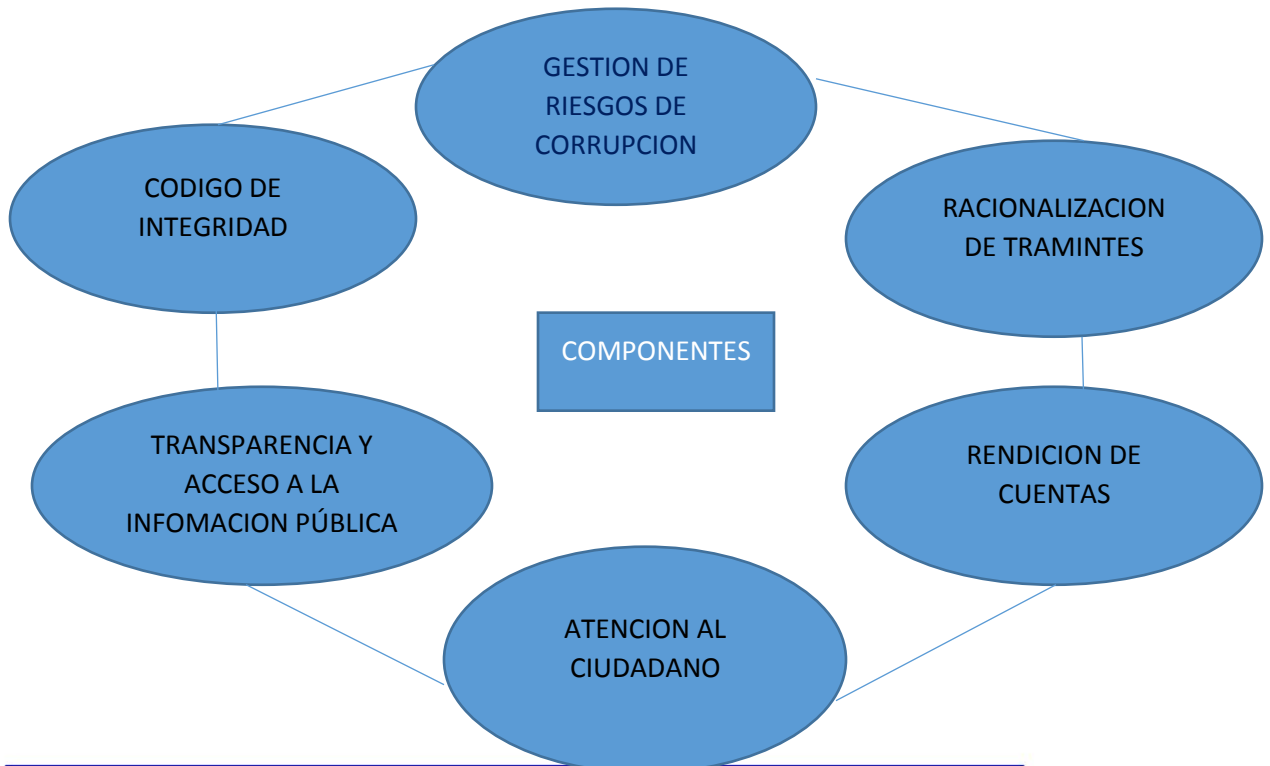 GESTION DE
RIESGOS DE
CORRUPCION
CODIGO DE
INTEGRIDAD
RACIONALIZACION
DE TRAMINTES
COMPONENTES
TRANSPARENCIA Y
ACCESO A LA
INFOMACION PÚBLICA
RENDICION DE
CUENTAS
ATENCION AL
CIUDADANO